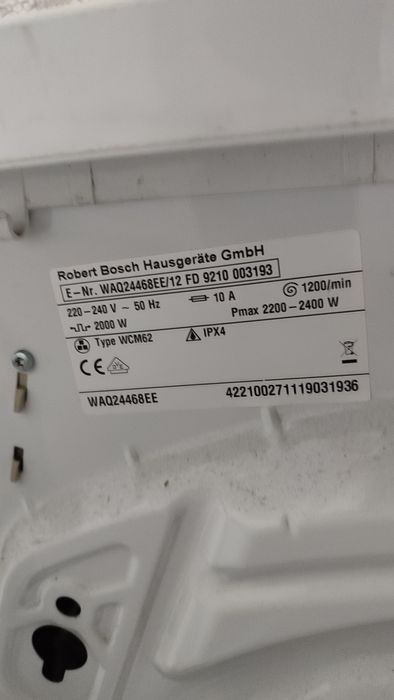 Robert Bosch Hausgeräte GmbH
E-Nr. WAQ24468EE/12 FD 9210 003193
220-240 V ~ 50 Hz 10 A 1200/min
2000 W Pmax 2200-2400 W
Type WCM62 IPX4
CE
WAQ24468EE 422100271119031936